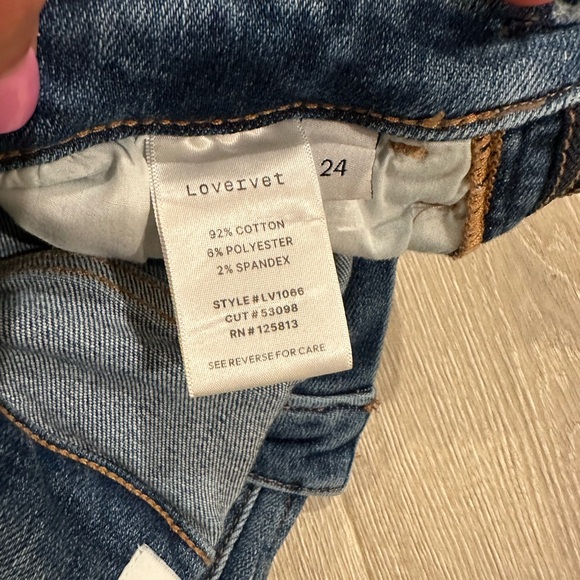 Lovervet
24
92% COTTON
6% POLYESTER
2% SPANDEX
STYLE # LV1066
CUT # 53098
RN # 125813
SEE REVERSE FOR CARE